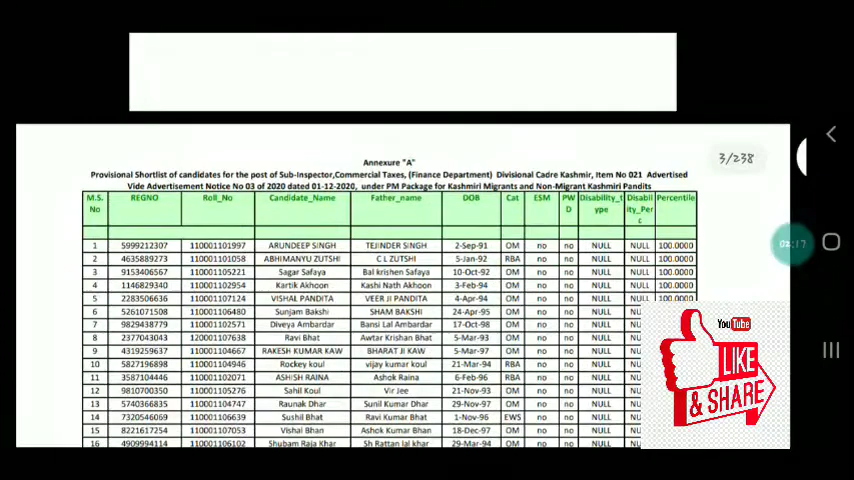 3/238
Annexure "A"
Provisional Shortlist of candidates for the post of Sub-Inspector,Commercial Taxes, (Finance Department) Divisional Cadre Kashmir, Item No 021 Advertised
Vide Advertisement Notice No 03 of 2020 dated 01-12-2020, under PM Package for Kashmiri Migrants and Non-Migrant Kashmiri Pandits
M.S. No REGNO Roll_No Candidate_Name Father_name DOB Cat ESM PWD Disability_type Disability_Perc Percentile
1 5999212307 110001101997 ARUNDEEP SINGH TEJINDER SINGH 2-Sep-91 OM no no NULL NULL 100.0000
2 4635889273 110001101058 ABHIMANYU ZUTSHI C L ZUTSHI 5-Jan-92 RBA no no NULL NULL 100.0000
3 9153406567 110001105221 Sagar Safaya Bal krishen Safaya 10-Oct-92 OM no no NULL NULL 100.0000
4 1146829340 110001102954 Kartik Akhoon Kashi Nath Akhoon 3-Feb-94 OM no no NULL NULL 100.0000
5 2283506636 110001107124 VISHAL PANDITA VEER JI PANDITA 4-Apr-94 OM no no NULL NULL 100.0000
6 5261071508 110001106480 Sunjam Bakshi SHAM BAKSHI 24-Apr-95 OM no no NULL
7 9829438779 110001102571 Diveya Ambardar Bansi Lal Ambardar 17-Oct-98 OM no no NULL
8 2377043043 120001107638 Ravi Bhat Awtar Krishan Bhat 5-Mar-93 OM no no NULL
9 4319259637 110001104667 RAKESH KUMAR KAW BHARAT JI KAW 5-Mar-97 OM no no NULL
10 5827196898 110001104946 Rockey koul vijay kumar koul 21-Mar-94 RBA no no NULL
11 3587104446 110001102071 ASHISH RAINA Ashok Raina 6-Feb-96 RBA no no NULL
12 9810700350 110001105276 Sahil Koul Vir Jee 21-Nov-93 OM no no NULL
13 5740366835 110001104747 Raunak Dhar Sunil Kumar Dhar 29-Nov-97 OM no no NULL
14 7320546069 110001106639 Sushil Bhat Ravi Kumar Bhat 1-Nov-96 EWS no no NULL
15 8221617254 110001107053 Vishal Bhan Ashok Kumar Bhan 18-Dec-97 OM no no NULL
16 4909994114 110001106102 Shubam Raja Khar Sh Rattan lal khar 29-Mar-94 OM no no NULL
YouTube
LIKE
& SHARE